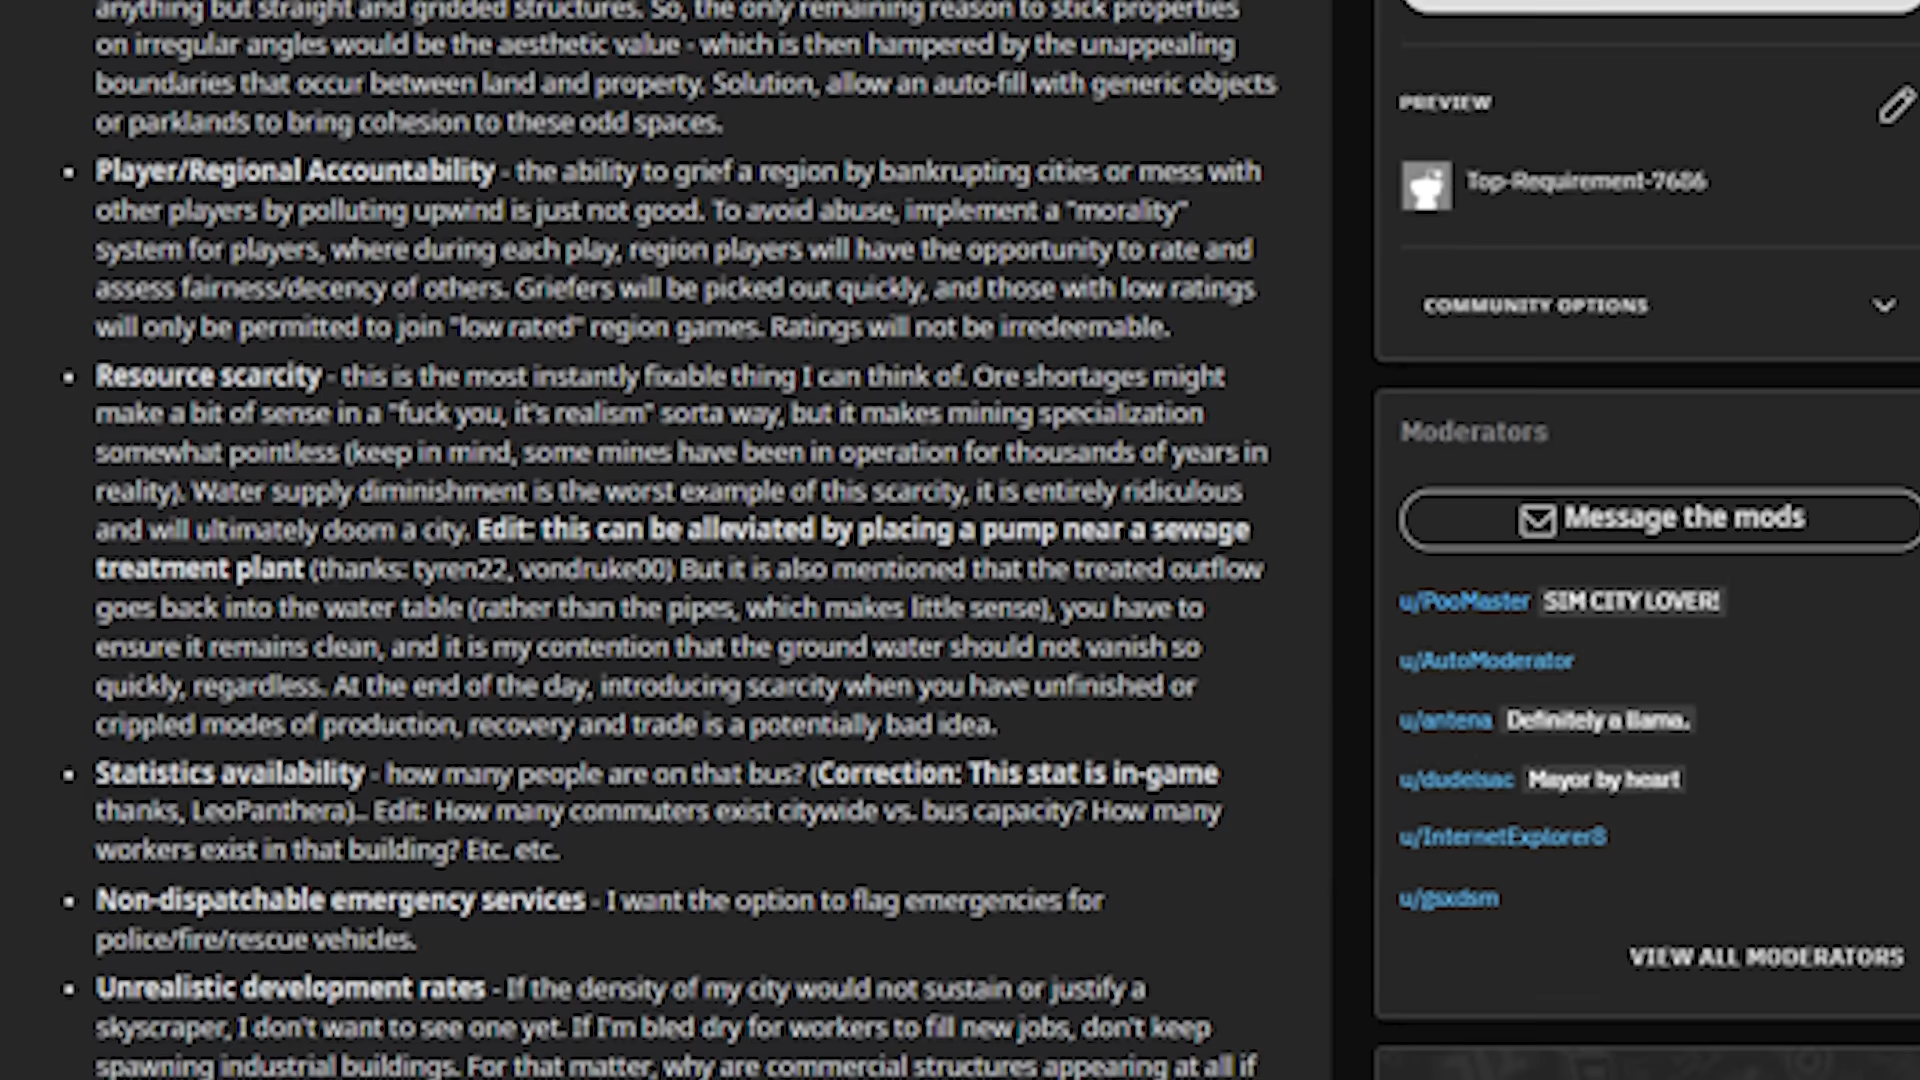 anything but straight and gridded structures. So, the only remaining reason to stick properties
on irregular angles would be the aesthetic value - which is then hampered by the unappealing
boundaries that occur between land and property. Solution, allow an auto-fill with generic objects
or parklands to bring cohesion to these odd spaces.
• Player/Regional Accountability - the ability to grief a region by bankrupting cities or mess with
other players by polluting upwind is just not good. To avoid abuse, implement a "morality"
system for players, where during each play, region players will have the opportunity to rate and
assess fairness/decency of others. Griefers will be picked out quickly, and those with low ratings
will only be permitted to join "low rated" region games. Ratings will not be irredeemable.
• Resource scarcity - this is the most instantly fixable thing I can think of. Ore shortages might
make a bit of sense in a "fuck you, it's realism" sorta way, but it makes mining specialization
somewhat pointless (keep in mind, some mines have been in operation for thousands of years in
reality). Water supply diminishment is the worst example of this scarcity, it is entirely ridiculous
and will ultimately doom a city. Edit: this can be alleviated by placing a pump near a sewage
treatment plant (thanks: tyren22, vondruke00) But it is also mentioned that the treated outflow
goes back into the water table (rather than the pipes, which makes little sense), you have to
ensure it remains clean, and it is my contention that the ground water should not vanish so
quickly, regardless. At the end of the day, introducing scarcity when you have unfinished or
crippled modes of production, recovery and trade is a potentially bad idea.
• Statistics availability - how many people are on that bus? (Correction: This stat is in-game
thanks, LeoPanthera).. Edit: How many commuters exist citywide vs. bus capacity? How many
workers exist in that building? Etc. etc.
• Non-dispatchable emergency services - I want the option to flag emergencies for
police/fire/rescue vehicles.
• Unrealistic development rates - If the density of my city would not sustain or justify a
skyscraper, I don't want to see one yet. If I'm bled dry for workers to fill new jobs, don't keep
spawning industrial buildings. For that matter, why are commercial structures appearing at all if
PREVIEW
Top-Requirement-7686
COMMUNITY OPTIONS
Moderators
Message the mods
u/PooMaster SIM CITY LOVER!
u/AutoModerator
u/antena Definitely a llama.
u/dudelsac Mayor by heart
u/InternetExplorer8
u/gsxdsm
VIEW ALL MODERATORS